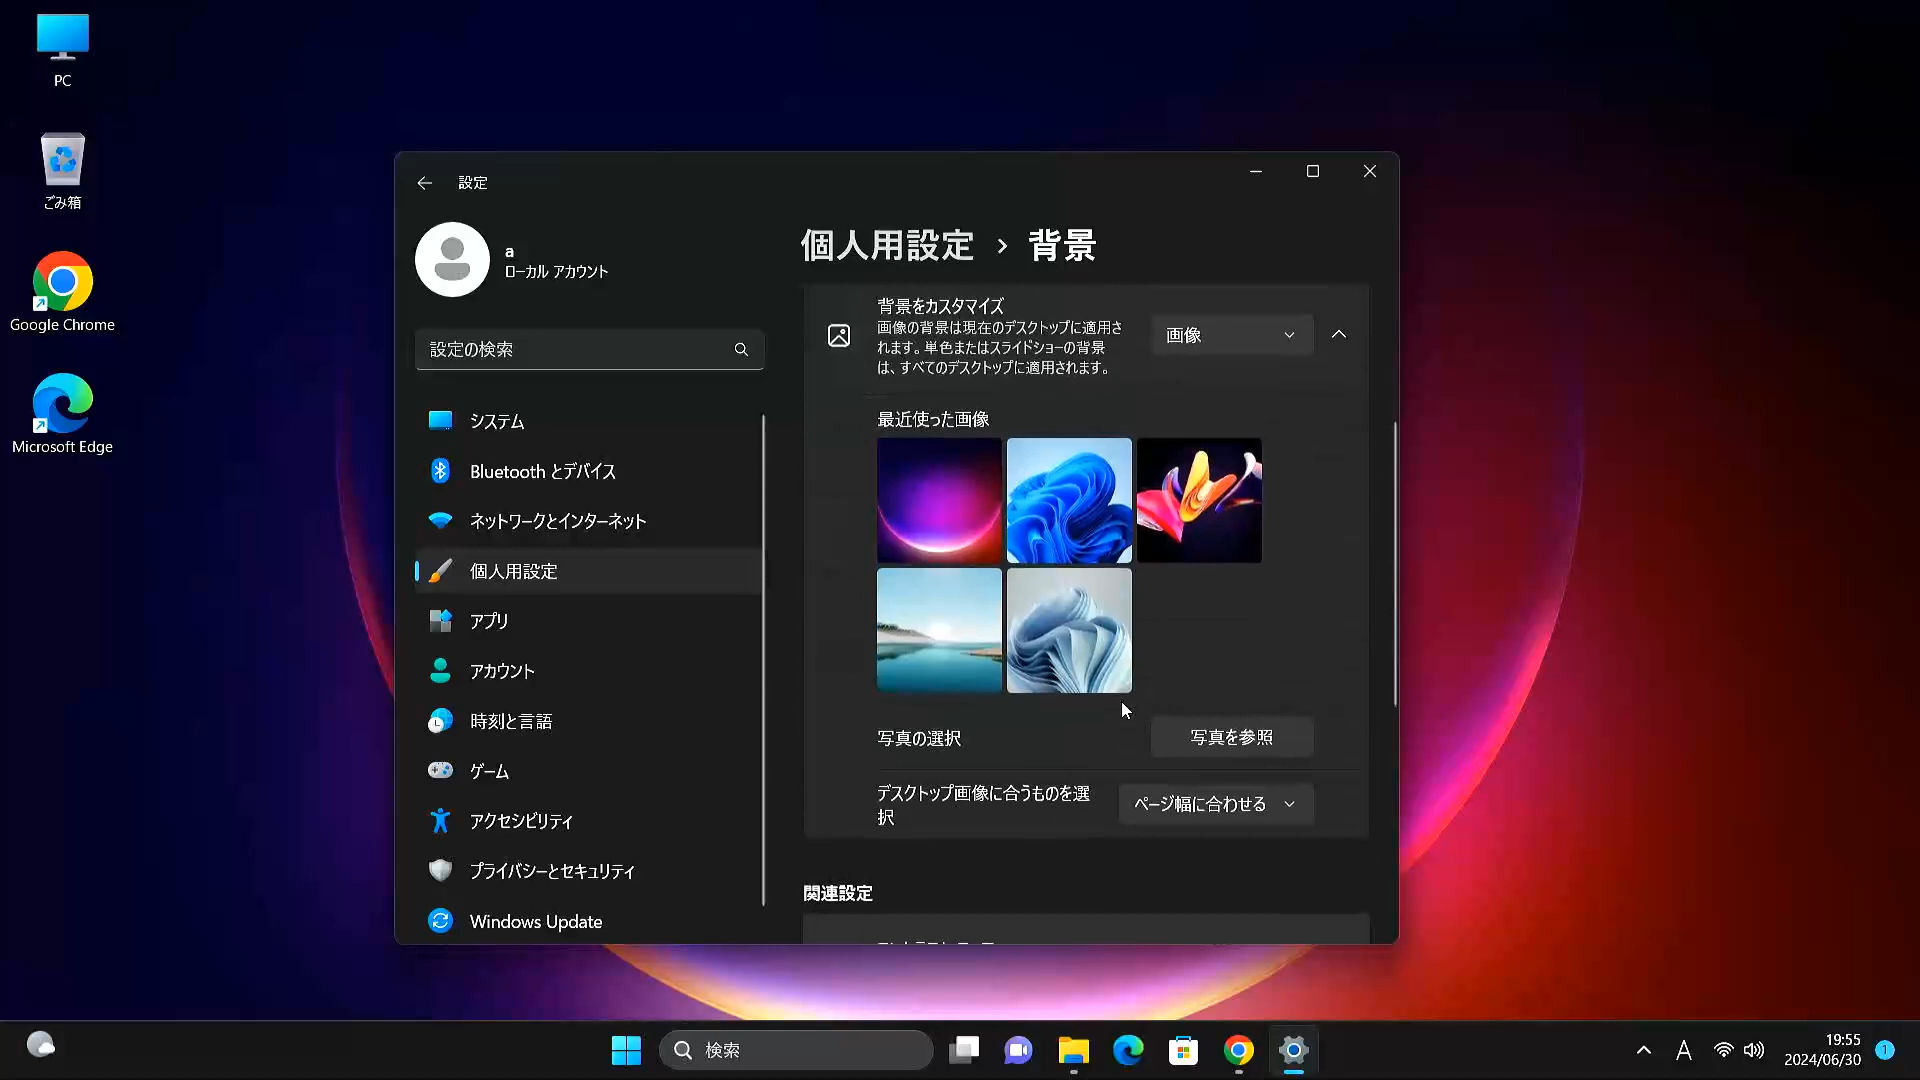 PC
ごみ箱
Google Chrome
Microsoft Edge
設定
a
ローカル アカウント
設定の検索
システム
Bluetooth とデバイス
ネットワークとインターネット
個人用設定
アプリ
アカウント
時刻と言語
ゲーム
アクセシビリティ
プライバシーとセキュリティ
Windows Update
個人用設定 › 背景
背景をカスタマイズ
画像の背景は現在のデスクトップに適用さ
れます。単色またはスライドショーの背景
は、すべてのデスクトップに適用されます。
画像
最近使った画像
写真の選択
写真を参照
デスクトップ画像に合うものを選
択
ページ幅に合わせる
関連設定
検索
A
19:55
2024/06/30
1